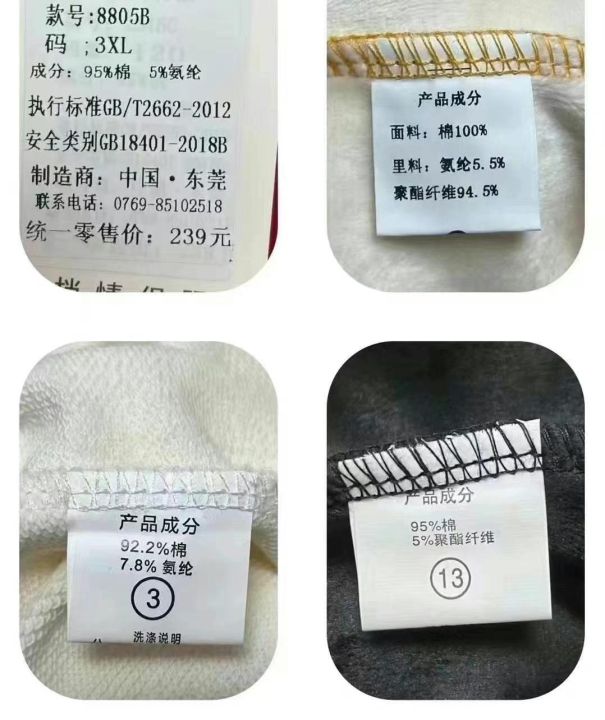 款号:8805B
码 ;3XL
成分: 95%棉 5%氨纶
执行标准GB/T2662-2012
安全类别GB18401-2018B
制造商: 中国·东莞
联系电话: 0769-85102518
统一零售价: 239元
产品成分
面料: 棉100%
里料: 氨纶5.5%
聚酯纤维94.5%
产品成分
92.2%棉
7.8% 氨纶
3
洗涤说明
产品成分
95%棉
5%聚酯纤维
13